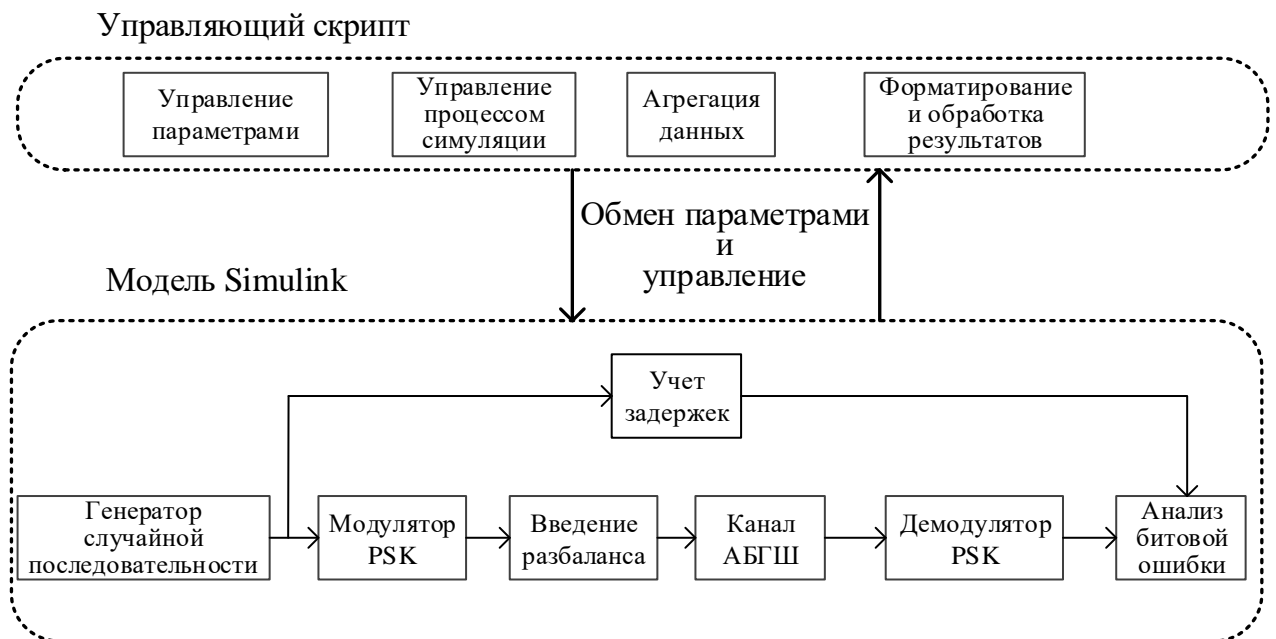 Управляющий скрипт
Управление
параметрами
Управление
процессом
симуляции
Агрегация
данных
Форматирование
и обработка
результатов
Обмен параметрами
и
управление
Модель Simulink
Учет
задержек
Генератор
случайной
последовательности
Модулятор
PSK
Введение
разбаланса
Канал
АБГШ
Демодулятор
PSK
Анализ
битовой
ошибки